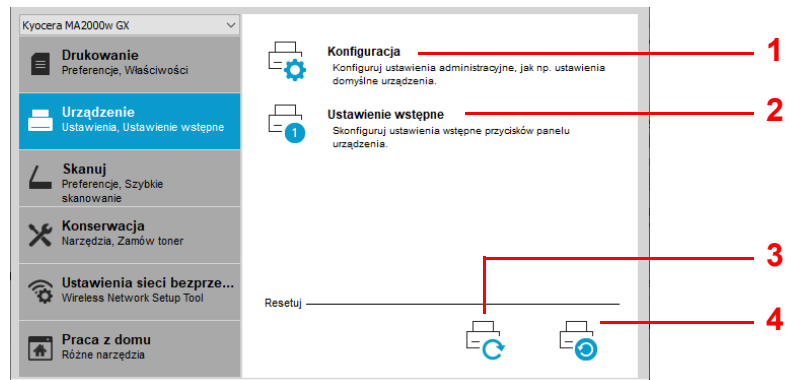 Kyocera MA2000w GX
Drukowanie
Preferencje, Właściwości
Urządzenie
Ustawienia, Ustawienie wstępne
Skanuj
Preferencje, Szybkie
skanowanie
Konserwacja
Narzędzia, Zamów toner
Ustawienia sieci bezprze...
Wireless Network Setup Tool
Praca z domu
Różne narzędzia
Konfiguracja
Konfiguruj ustawienia administracyjne, jak np. ustawienia
domyślne urządzenia.
1
Ustawienie wstępne
Skonfiguruj ustawienia wstępne przycisków panelu
urządzenia.
1
2
Resetuj
3
4